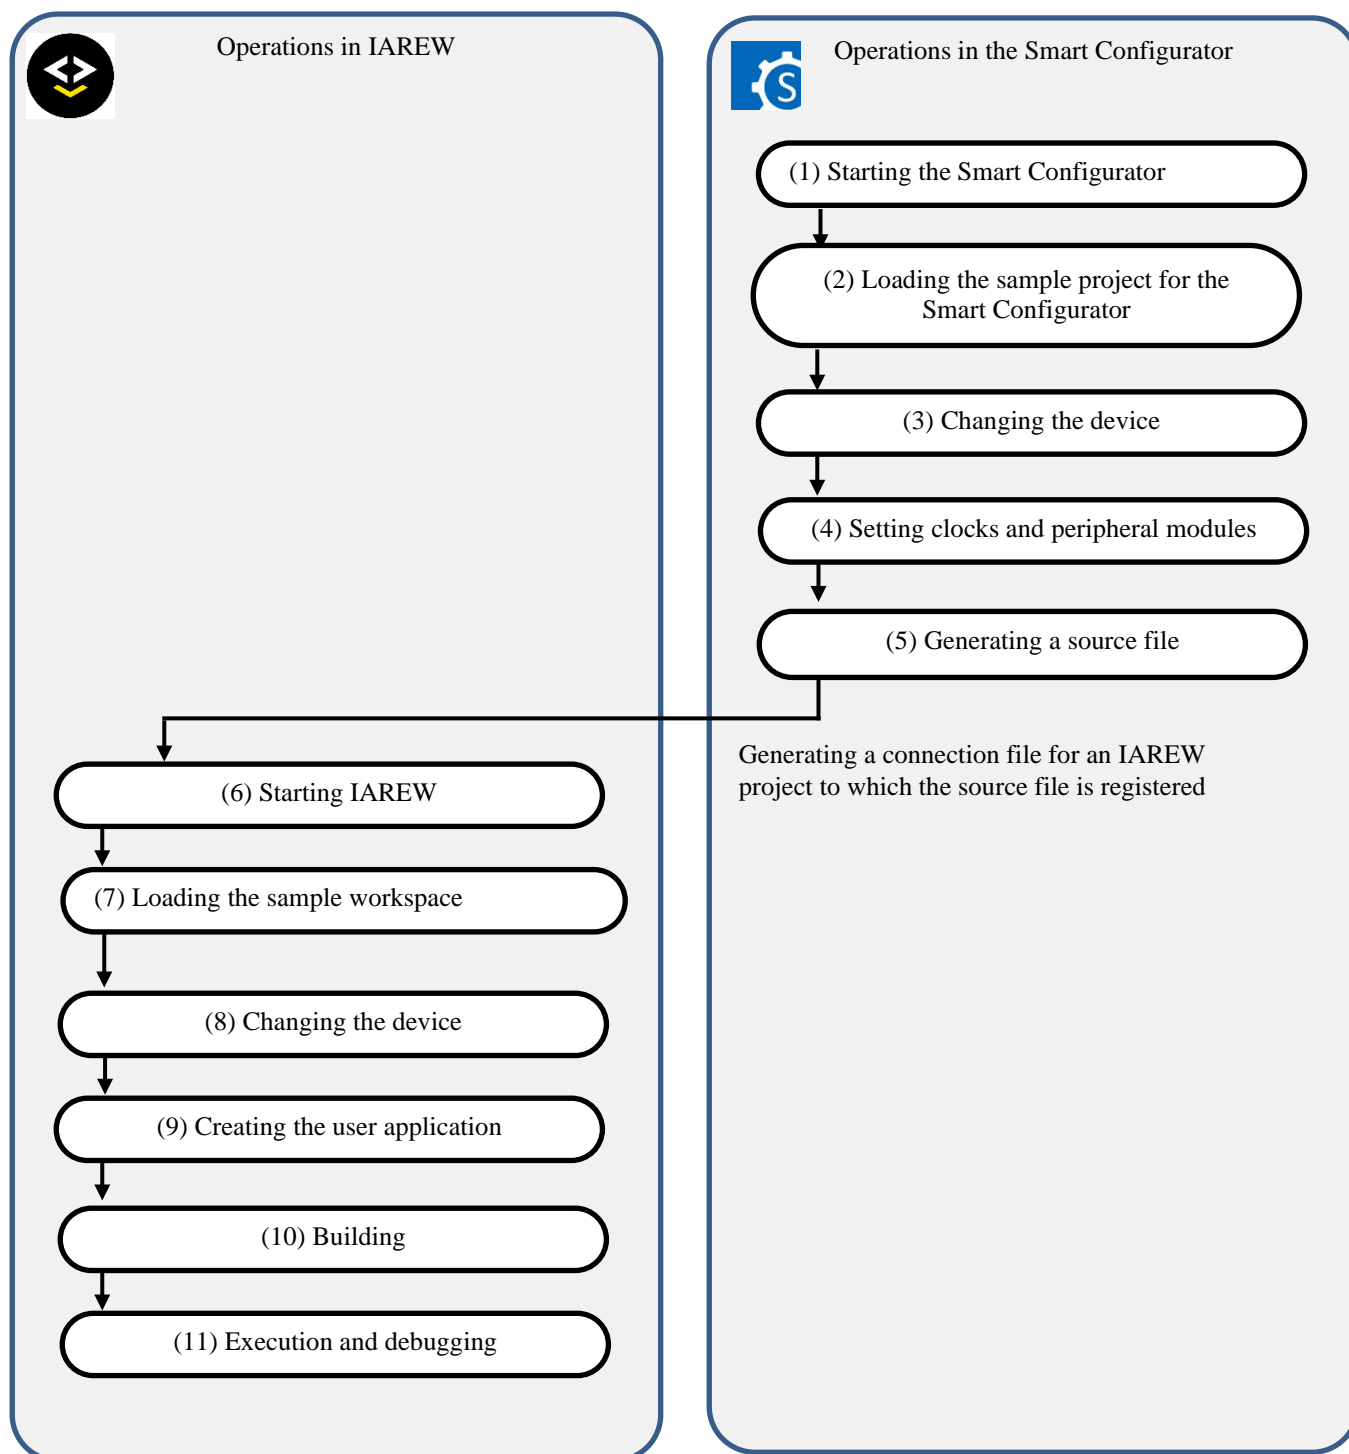 Operations in IAREW
Operations in the Smart Configurator
S
(1) Starting the Smart Configurator
(2) Loading the sample project for the
Smart Configurator
(3) Changing the device
(4) Setting clocks and peripheral modules
(5) Generating a source file
Generating a connection file for an IAREW
project to which the source file is registered
(6) Starting IAREW
(7) Loading the sample workspace
(8) Changing the device
(9) Creating the user application
(10) Building
(11) Execution and debugging